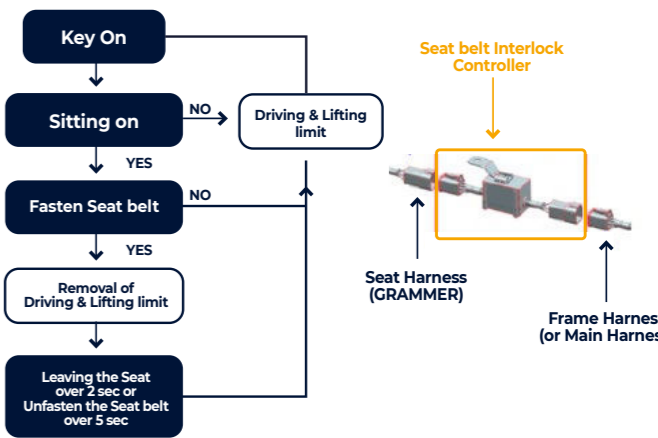 Key On
Sitting on
NO
YES
Fasten Seat belt
NO
YES
Removal of
Driving & Lifting limit
Leaving the Seat
over 2 sec or
Unfasten the Seat belt
over 5 sec
Driving & Lifting
limit
Seat belt Interlock
Controller
Seat Harness
(GRAMMER)
Frame Harnes
(or Main Harnes